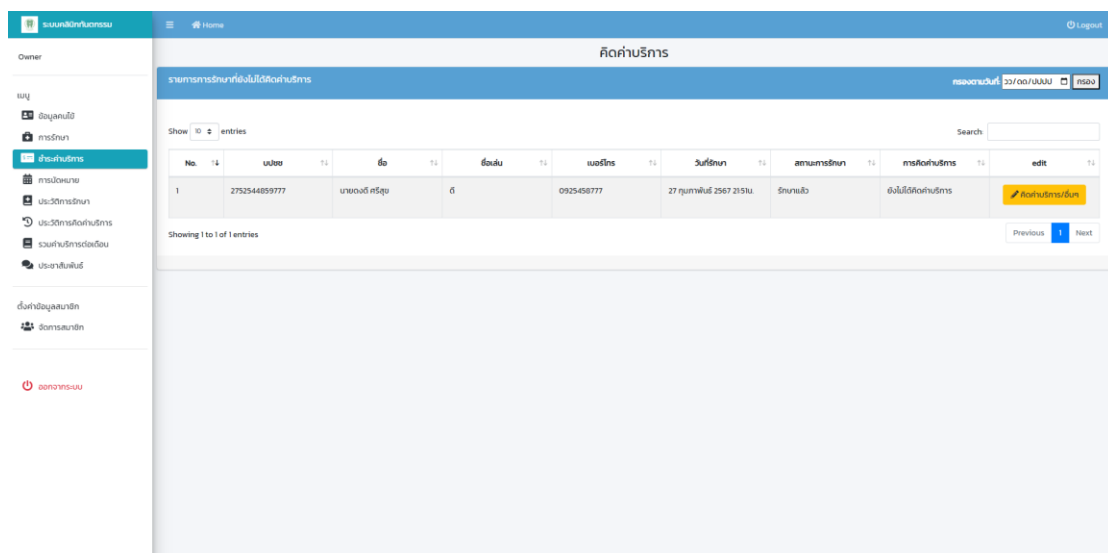 ระบบคลินิกทันตกรรม
Home
Logout
Owner
เมนู
ข้อมูลคนไข้
การรักษา
ชำระค่าบริการ
การนัดหมาย
ประวัติการรักษา
ประวัติการคิดค่าบริการ
รวมค่าบริการต่อเดือน
ประชาสัมพันธ์
ตั้งค่าข้อมูลสมาชิก
จัดการสมาชิก
ออกจากระบบ
คิดค่าบริการ
รายการการรักษาที่ยังไม่ได้คิดค่าบริการ
กรองตามวันที่ วว/ดด/ปปปป กรอง
Show 10 entries
Search:
No. บปชช ชื่อ ชื่อเล่น เบอร์โทร วันที่รักษา สถานะการรักษา การคิดค่าบริการ edit
1 2752544859777 นายดงดี ศรีสุข ดี 0925458777 27 กุมภาพันธ์ 2567 21:51น. รักษาแล้ว ยังไม่ได้คิดค่าบริการ คิดค่าบริการ/อื่นๆ
Showing 1 to 1 of 1 entries
Previous 1 Next